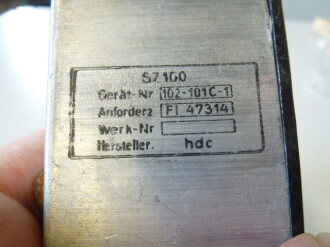 SZ100
Gerät-Nr 102-101C-1
Anforderz Fl 47314
Werk-Nr
Hersteller. hdc